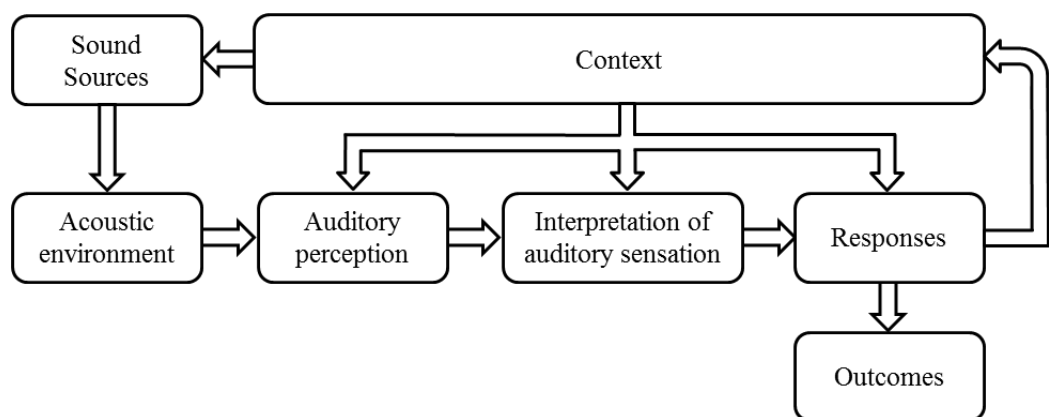 Sound
Sources
Context
Acoustic
environment
Auditory
perception
Interpretation of
auditory sensation
Responses
Outcomes